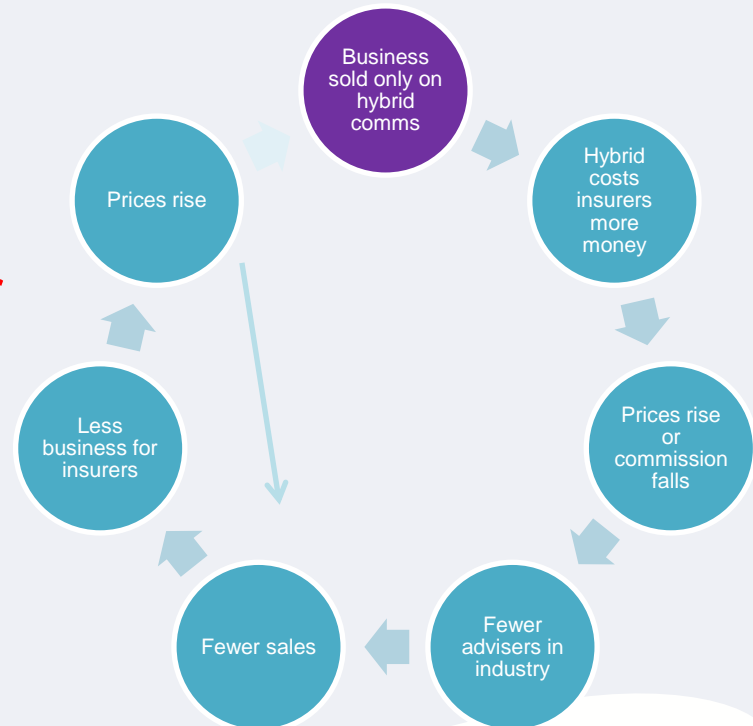 Business
sold only on
hybrid
comms
Hybrid
costs
insurers
more
money
Prices rise
or
commission
falls
Fewer
advisers in
industry
Fewer sales
Less
business for
insurers
Prices rise